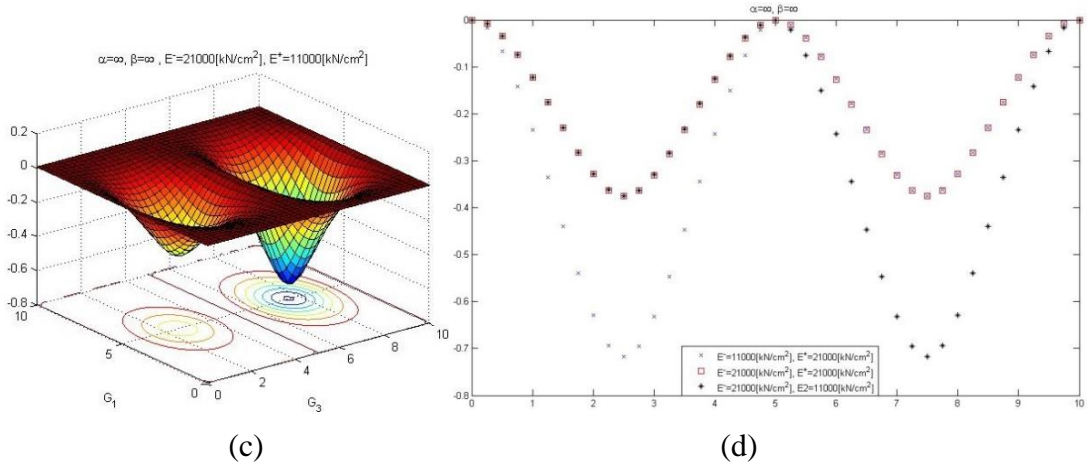 α=∞, β=∞ , E⁻=21000[kN/cm²], E⁺=11000[kN/cm²]
0.2
0
-0.2
-0.4
-0.6
-0.8
10
5
0
G₁
0
2
4
6
8
10
G₃
(c)
α=∞, β=∞
0
-0.1
-0.2
-0.3
-0.4
-0.5
-0.6
-0.7
-0.8
E⁻=11000[kN/cm²], E⁺=21000[kN/cm²]
E⁻=21000[kN/cm²], E⁺=21000[kN/cm²]
E⁻=21000[kN/cm²], E2=11000[kN/cm²]
0 1 2 3 4 5 6 7 8 9 10
(d)